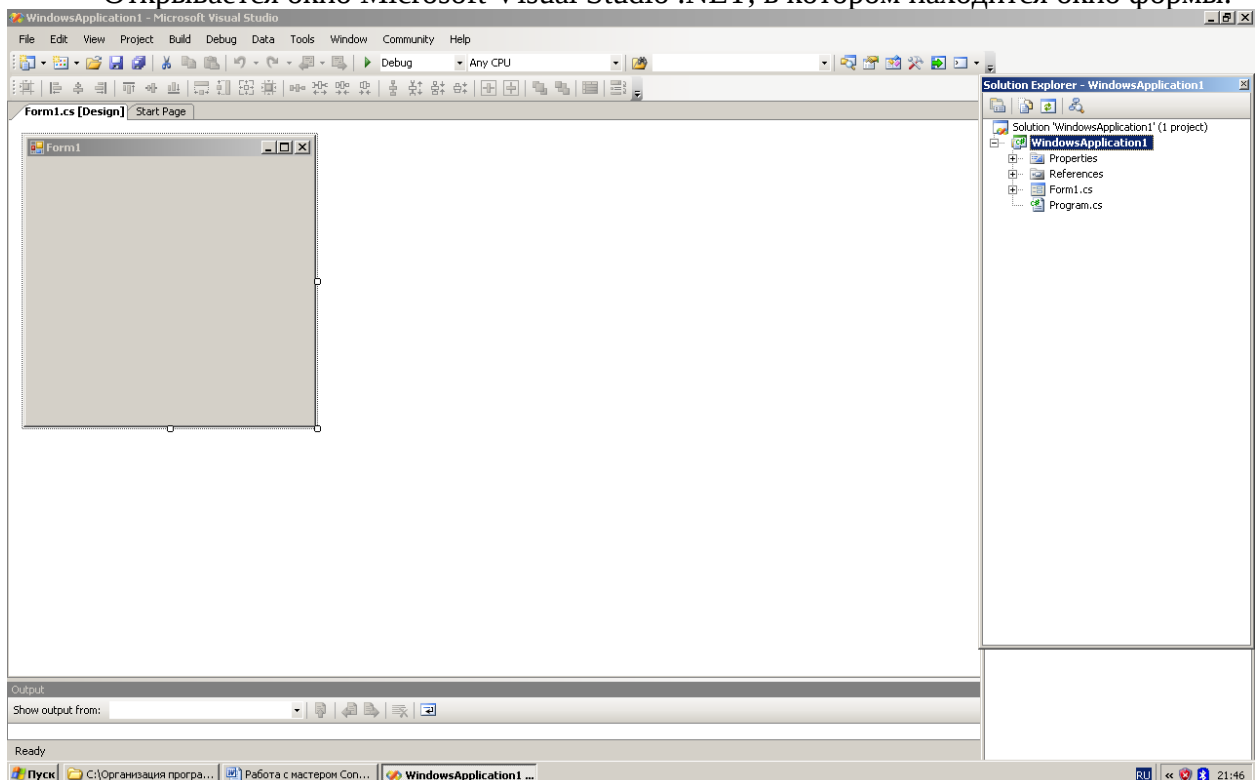 Открывается окно Microsoft Visual Studio .NET, в котором находится окно формы.
WindowsApplication1 - Microsoft Visual Studio
File Edit View Project Build Debug Data Tools Window Community Help
Debug Any CPU
Form1.cs [Design] Start Page
Form1
Solution Explorer - WindowsApplication1
Solution 'WindowsApplication1' (1 project)
WindowsApplication1
Properties
References
Form1.cs
Program.cs
Output
Show output from:
Ready
Пуск C:\Организация програ... Работа с мастером Con... WindowsApplication1 ... RU « 21:46